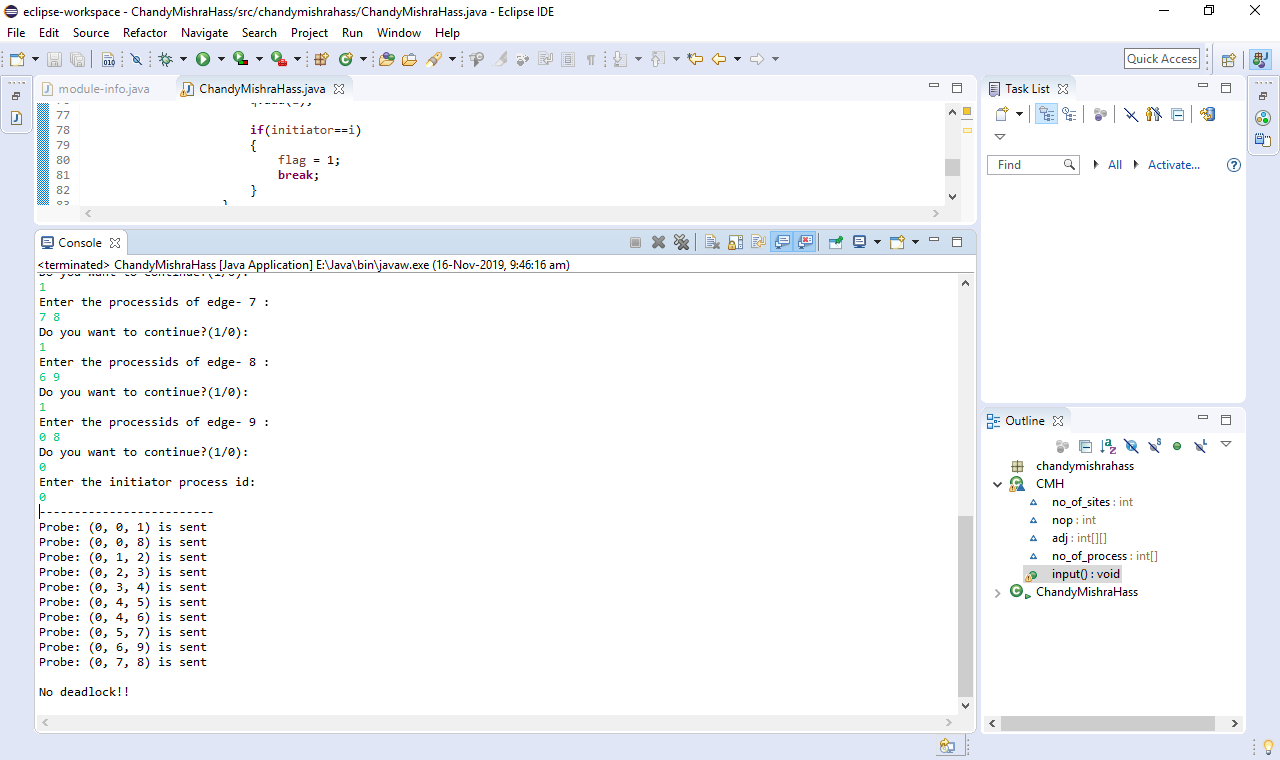 eclipse-workspace - ChandyMishraHass/src/chandymishrahass/ChandyMishraHass.java - Eclipse IDE
File Edit Source Refactor Navigate Search Project Run Window Help
Quick Access
module-info.java
ChandyMishraHass.java
77
78 if(initiator==i)
79 {
80 flag = 1;
81 break;
82 }
83
Console
<terminated> ChandyMishraHass [Java Application] E:\Java\bin\javaw.exe (16-Nov-2019, 9:46:16 am)
Do you want to continue?(1/0):
1
Enter the processids of edge- 7 :
7 8
Do you want to continue?(1/0):
1
Enter the processids of edge- 8 :
6 9
Do you want to continue?(1/0):
1
Enter the processids of edge- 9 :
0 8
Do you want to continue?(1/0):
0
Enter the initiator process id:
0
-------------------------
Probe: (0, 0, 1) is sent
Probe: (0, 0, 8) is sent
Probe: (0, 1, 2) is sent
Probe: (0, 2, 3) is sent
Probe: (0, 3, 4) is sent
Probe: (0, 4, 5) is sent
Probe: (0, 4, 6) is sent
Probe: (0, 5, 7) is sent
Probe: (0, 6, 9) is sent
Probe: (0, 7, 8) is sent
No deadlock!!
Task List
Find All Activate...
Outline
chandymishrahass
CMH
no_of_sites : int
nop : int
adj : int[][]
no_of_process : int[]
input() : void
ChandyMishraHass